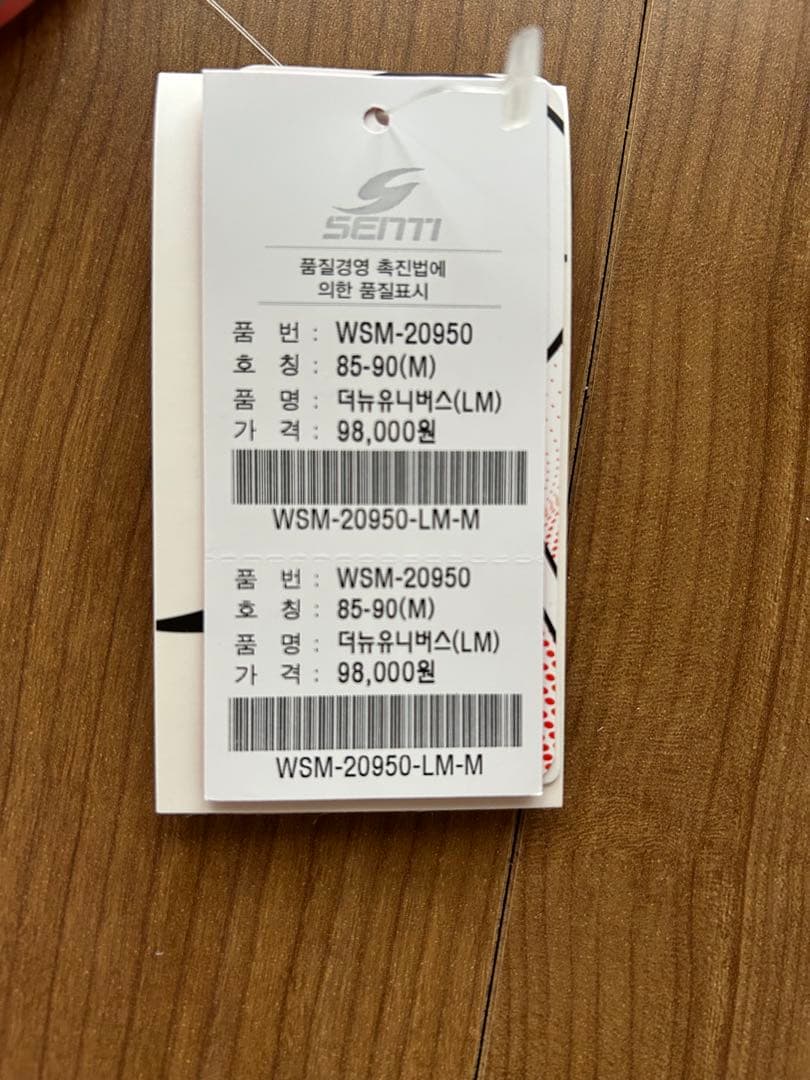 SENTI
품질경영 촉진법에
의한 품질표시
품 번 : WSM-20950
호 칭 : 85-90(M)
품 명 : 더뉴유니버스(LM)
가 격 : 98,000원
WSM-20950-LM-M
품 번 : WSM-20950
호 칭 : 85-90(M)
품 명 : 더뉴유니버스(LM)
가 격 : 98,000원
WSM-20950-LM-M